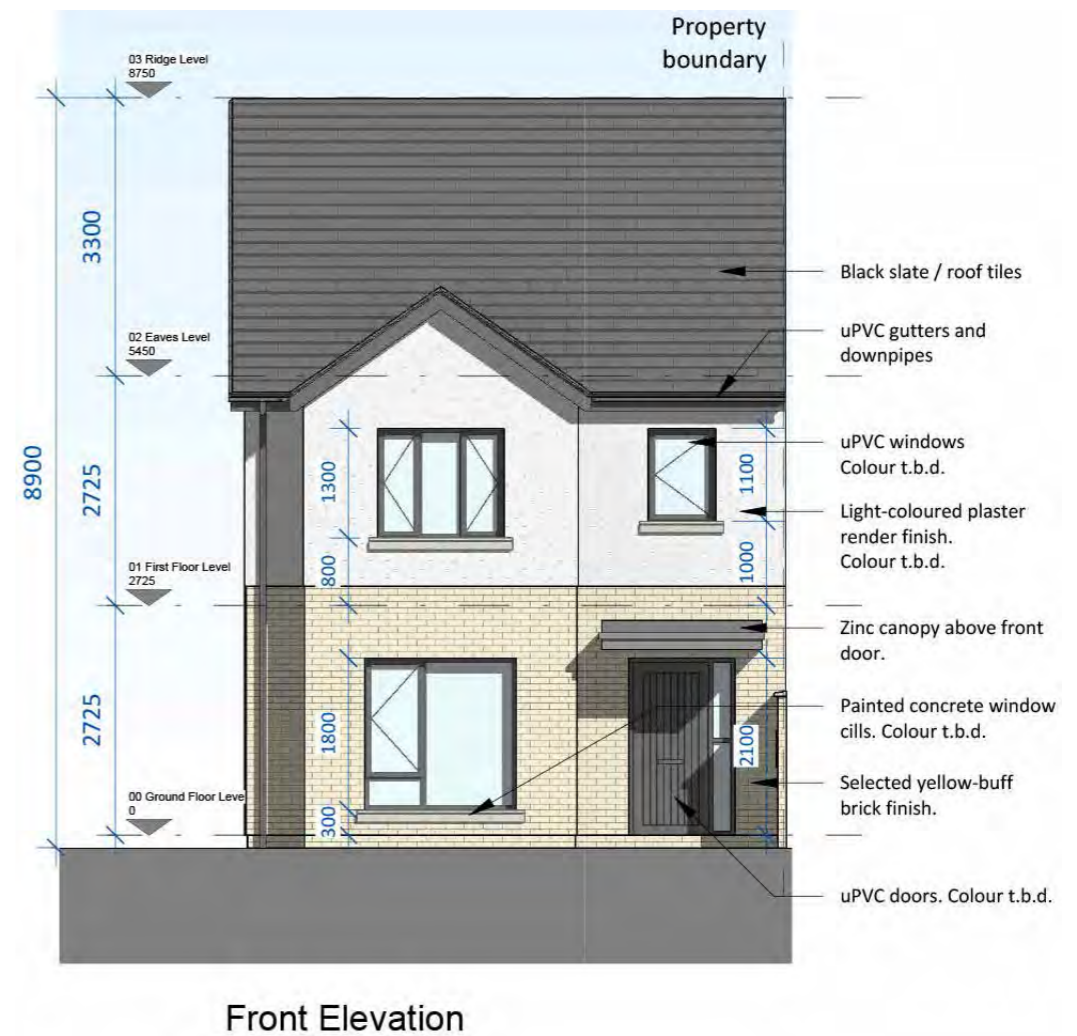 Property
boundary
03 Ridge Level
8750
3300
02 Eaves Level
5450
8900
2725
01 First Floor Level
2725
2725
00 Ground Floor Leve
0
1300
800
1100
1000
1800
300
2100
Black slate / roof tiles
uPVC gutters and
downpipes
uPVC windows
Colour t.b.d.
Light-coloured plaster
render finish.
Colour t.b.d.
Zinc canopy above front
door.
Painted concrete window
cills. Colour t.b.d.
Selected yellow-buff
brick finish.
uPVC doors. Colour t.b.d.
Front Elevation